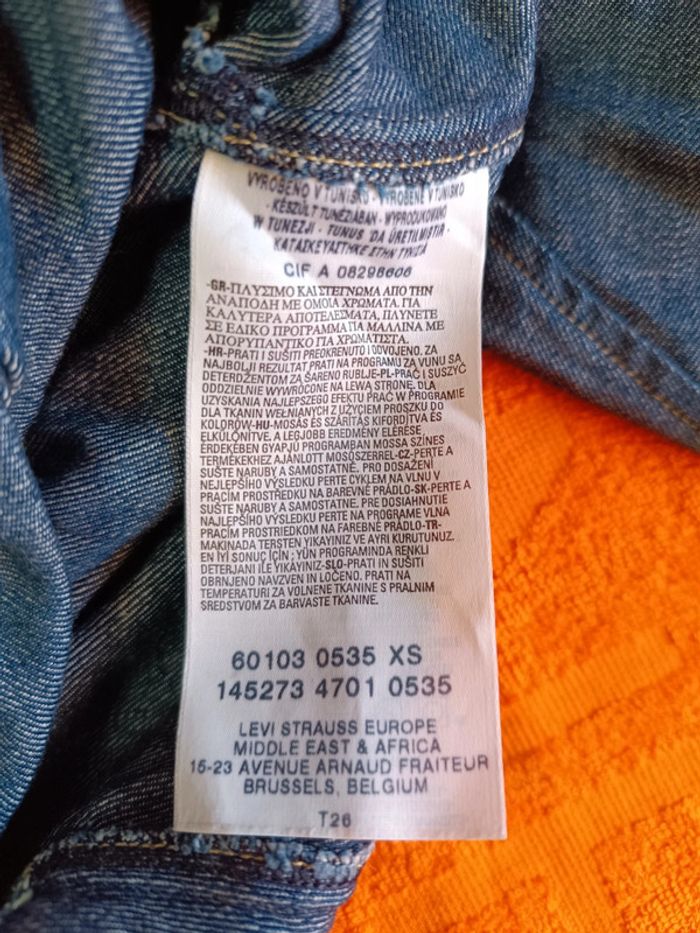 VYROBENO V TUNISKU - VYROBENÉ V TUNISKO
- KÉSZÜLT TUNÉZIÁBAN - WYPRODUKOWANO
W TUNEZJI - TUNUS 'DA ÜRETILMISTIR -
ΚΑΤΑΣΚΕΥΑΣΤΗΚΕ ΣΤΗΝ ΤΥΝΙΖΙΑ
CIF A 08298606
-GR-ΠΛΥΣΙΜΟ ΚΑΙ ΣΤΕΓΝΩΜΑ ΑΠΟ ΤΗΝ
ΑΝΑΠΟΔΗ ΜΕ ΟΜΟΙΑ ΧΡΩΜΑΤΑ. ΓΙΑ
ΚΑΛΥΤΕΡΑ ΑΠΟΤΕΛΕΣΜΑΤΑ, ΠΛΥΝΕΤΕ
ΣΕ ΕΔΙΚΟ ΠΡΟΓΡΑΜΜΑ ΓΙΑ ΜΑΛΛΙΝΑ ΜΕ
ΑΠΟΡΥΠΑΝΤΙΚΟ ΓΙΑ ΧΡΩΜΑΤΙΣΤΑ.
-HR-PRATI I SUŠITI PREOKRENUTO I ODVOJENO. ZA
NAJBOLJI REZULTAT PRATI NA PROGRAMU ZA VUNU SA
DETERDŽENTOM ZA ŠARENO RUBLJE-PL-PRAĆ I SUSZYĆ
ODDZIELNIE WYWRÓCONE NA LEWĄ STRONĘ. DLA
UZYSKANIA NAJLEPSZEGO EFEKTU PRAĆ W PROGRAMIE
DLA TKANIN WEŁNIANYCH Z UŻYCIEM PROSZKU DO
KOLORÓW-HU-MOSÁS ÉS SZÁRÍTÁS KIFORDÍTVA ÉS
ELKÜLÖNÍTVE. A LEGJOBB EREDMÉNY ELÉRÉSE
ÉRDEKÉBEN GYAPJÚ PROGRAMBAN MOSSA SZÍNES
TERMÉKEKHEZ AJÁNLOTT MOSÓSZERREL-CZ-PERTE A
SUŠTE NARUBY A SAMOSTATNĚ. PRO DOSAŽENÍ
NEJLEPŠÍHO VÝSLEDKU PERTE CYKLEM NA VLNU V
PRACÍM PROSTŘEDKU NA BAREVNÉ PRÁDLO-SK-PERTE A
SUŠTE NARUBY A SAMOSTATNE. PRE DOSIAHNUTIE
NAJLEPŠIEHO VÝSLEDKU PERTE NA PROGRAME VLNA
PRACÍM PROSTRIEDKOM NA FAREBNÉ PRÁDLO-TR-
MAKINADA TERSTEN YIKAYINIZ VE AYRI KURUTUNUZ.
EN İYİ SONUÇ İÇİN ; YÜN PROGRAMINDA RENKLI
DETERJANI ILE YIKAYINIZ-SLO-PRATI IN SUŠITI
OBRNJENO NAVZVEN IN LOČENO. PRATI NA
TEMPERATURI ZA VOLNENE TKANINE S PRALNIM
SREDSTVOM ZA BARVASTE TKANINE.
60103 0535 XS
145273 4701 0535
LEVI STRAUSS EUROPE
MIDDLE EAST & AFRICA
15-23 AVENUE ARNAUD FRAITEUR
BRUSSELS, BELGIUM
T26